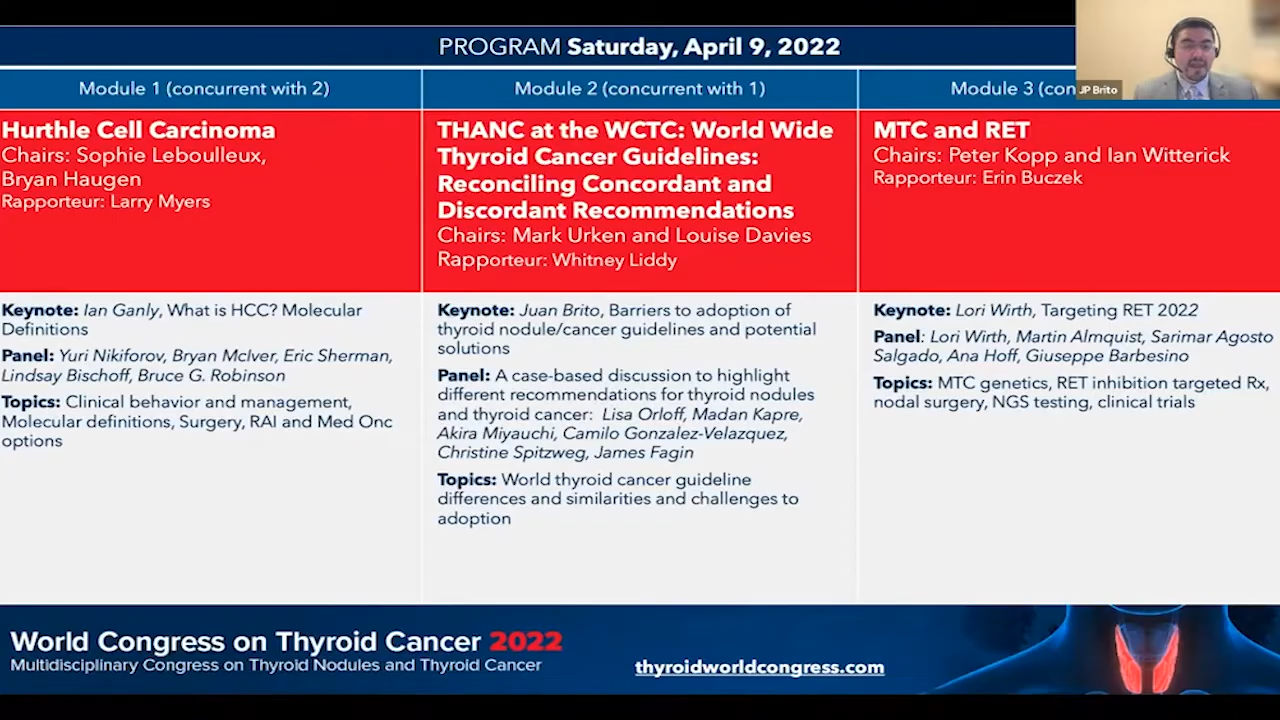 PROGRAM Saturday, April 9, 2022
JP Brito
Module 1 (concurrent with 2)
Hurthle Cell Carcinoma
Chairs: Sophie Leboulleux,
Bryan Haugen
Rapporteur: Larry Myers
Keynote: Ian Ganly, What is HCC? Molecular
Definitions
Panel: Yuri Nikiforov, Bryan McIver, Eric Sherman,
Lindsay Bischoff, Bruce G. Robinson
Topics: Clinical behavior and management,
Molecular definitions, Surgery, RAI and Med Onc
options
Module 2 (concurrent with 1)
THANC at the WCTC: World Wide
Thyroid Cancer Guidelines:
Reconciling Concordant and
Discordant Recommendations
Chairs: Mark Urken and Louise Davies
Rapporteur: Whitney Liddy
Keynote: Juan Brito, Barriers to adoption of
thyroid nodule/cancer guidelines and potential
solutions
Panel: A case-based discussion to highlight
different recommendations for thyroid nodules
and thyroid cancer: Lisa Orloff, Madan Kapre,
Akira Miyauchi, Camilo Gonzalez-Velazquez,
Christine Spitzweg, James Fagin
Topics: World thyroid cancer guideline
differences and similarities and challenges to
adoption
Module 3 (con
MTC and RET
Chairs: Peter Kopp and Ian Witterick
Rapporteur: Erin Buczek
Keynote: Lori Wirth, Targeting RET 2022
Panel: Lori Wirth, Martin Almquist, Sarimar Agosto
Salgado, Ana Hoff, Giuseppe Barbesino
Topics: MTC genetics, RET inhibition targeted Rx,
nodal surgery, NGS testing, clinical trials
World Congress on Thyroid Cancer 2022
Multidisciplinary Congress on Thyroid Nodules and Thyroid Cancer
thyroidworldcongress.com